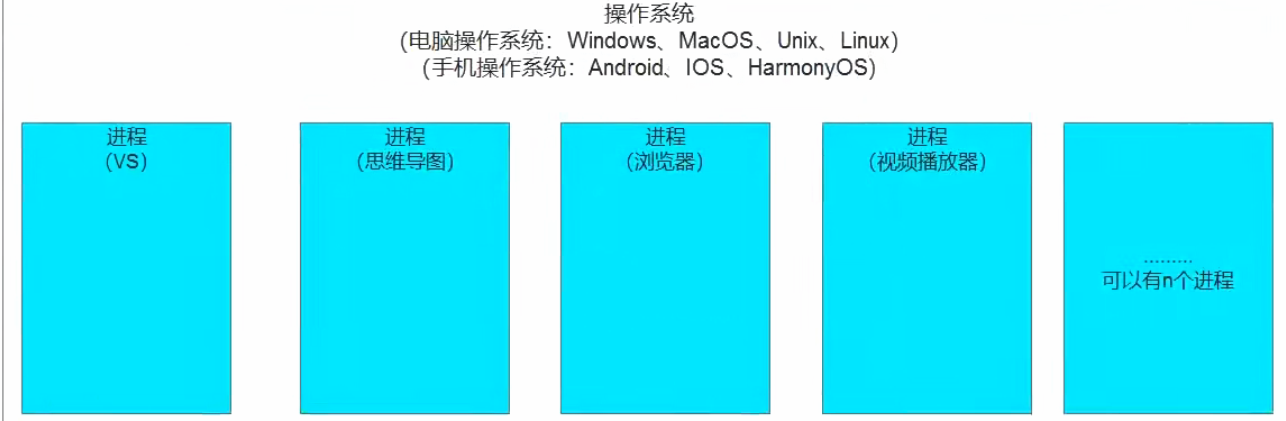 操作系统
(电脑操作系统：Windows、MacOS、Unix、Linux)
(手机操作系统：Android、IOS、HarmonyOS)
进程
(VS)
进程
(思维导图)
进程
(浏览器)
进程
(视频播放器)
.........
可以有n个进程